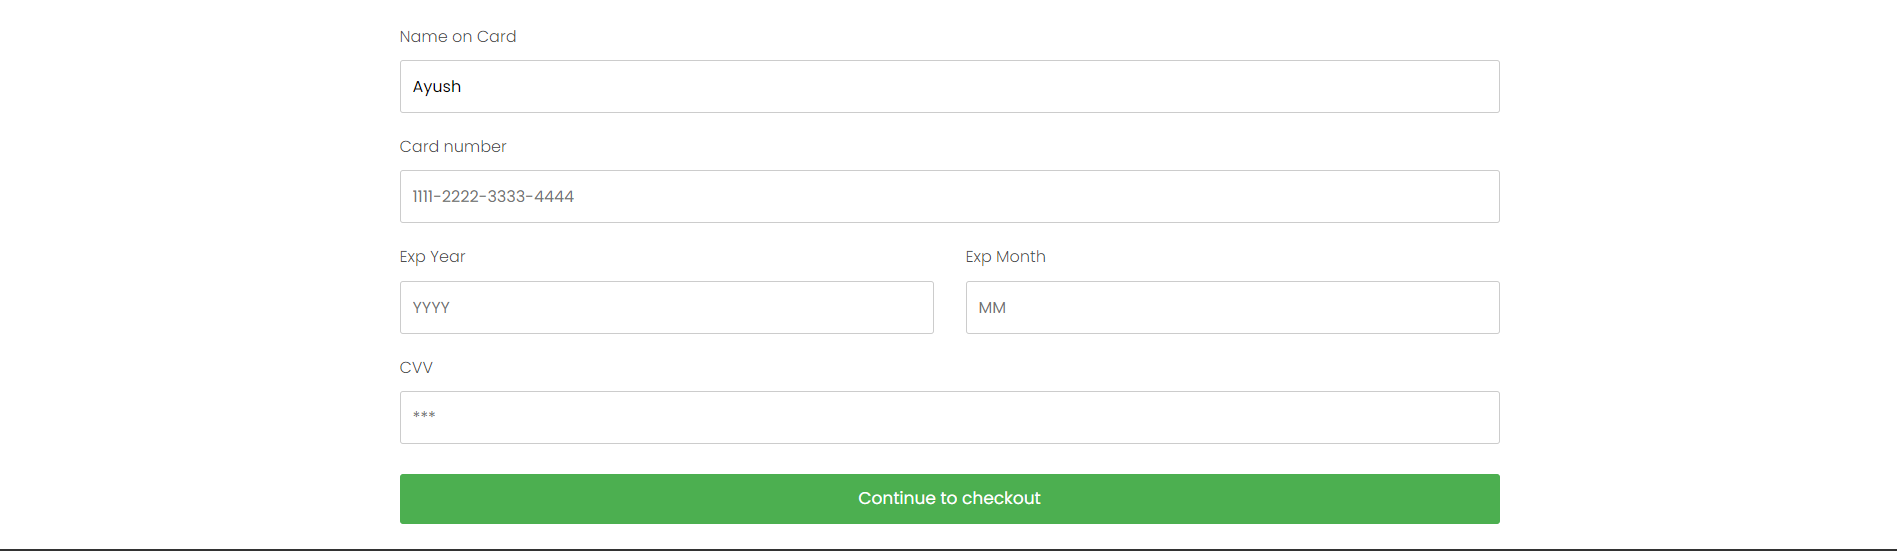 Name on Card
Ayush
Card number
1111-2222-3333-4444
Exp Year Exp Month
YYYY MM
CVV
***
Continue to checkout